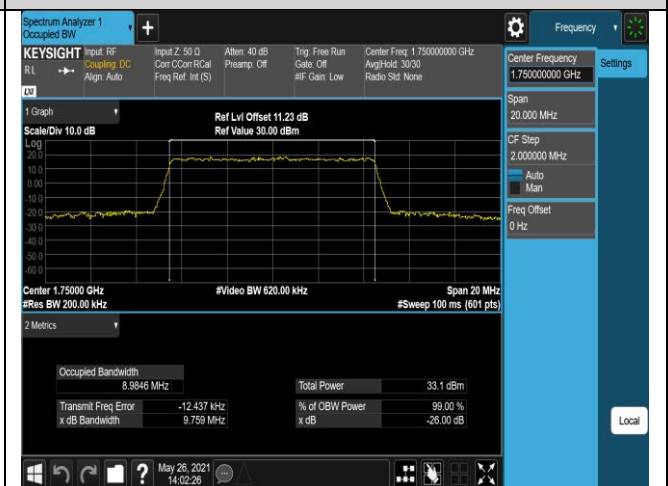 Spectrum Analyzer 1
Occupied BW
+
Frequency
KEYSIGHT
RL
LXI
Input: RF
Coupling: DC
Align: Auto
Input Z: 50 Ω
Corr CCorr RCal
Freq Ref: Int (S)
Atten: 40 dB
Preamp: Off
Trig: Free Run
Gate: Off
#IF Gain: Low
Center Freq: 1.750000000 GHz
Avg|Hold: 30/30
Radio Std: None
Center Frequency
1.750000000 GHz
Settings
Span
20.000 MHz
CF Step
2.000000 MHz
Auto
Man
Freq Offset
0 Hz
1 Graph
Scale/Div 10.0 dB
Ref Lvl Offset 11.23 dB
Ref Value 30.00 dBm
Log
20.0
10.0
0.00
-10.0
-20.0
-30.0
-40.0
-50.0
-60.0
Center 1.75000 GHz
#Video BW 620.00 kHz
Span 20 MHz
#Res BW 200.00 kHz
#Sweep 100 ms (601 pts)
2 Metrics
Occupied Bandwidth
8.9846 MHz
Total Power 33.1 dBm
Transmit Freq Error -12.437 kHz
% of OBW Power 99.00 %
x dB Bandwidth 9.759 MHz
x dB -26.00 dB
Local
?
May 26, 2021
14:02:26